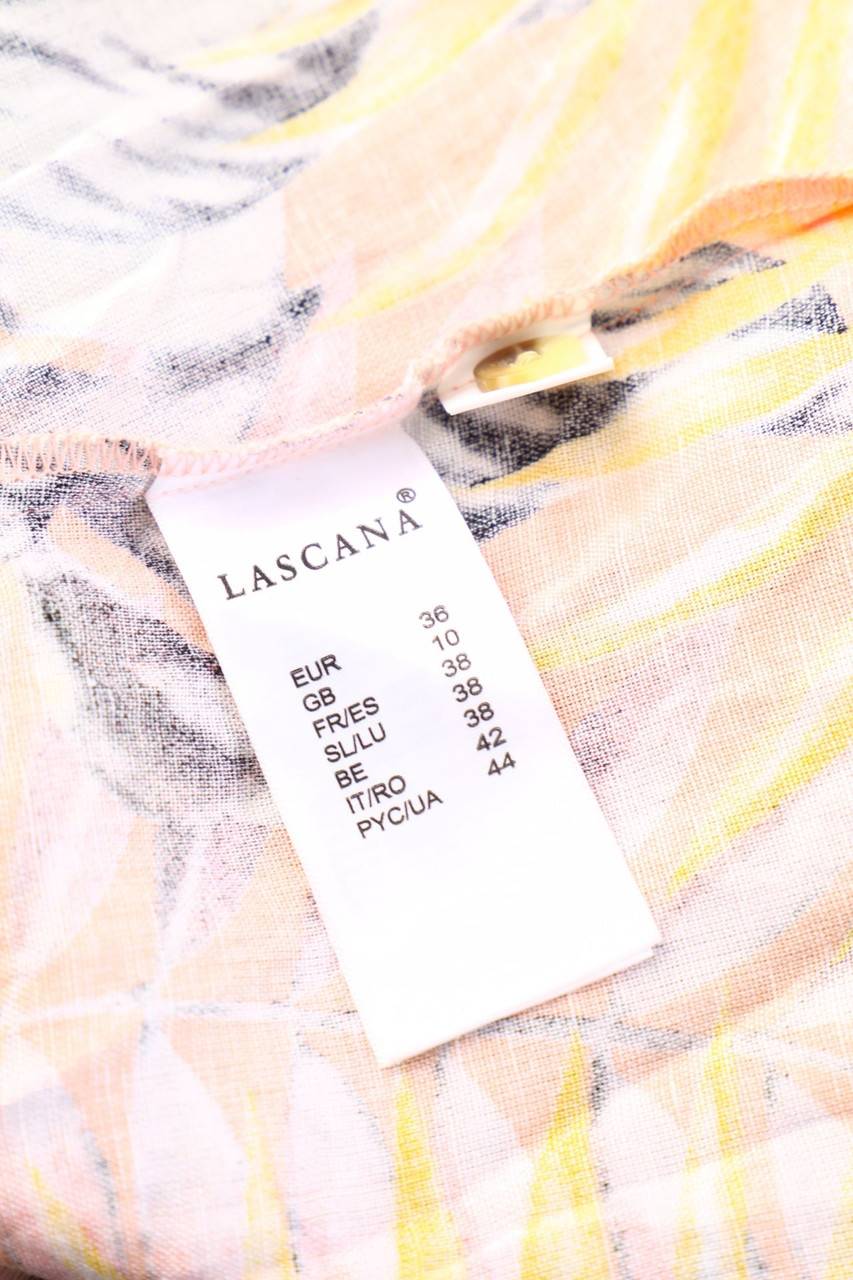 LASCANA®
EUR 36
GB 10
FR/ES 38
SL/LU 38
BE 38
IT/RO 42
PYC/UA 44